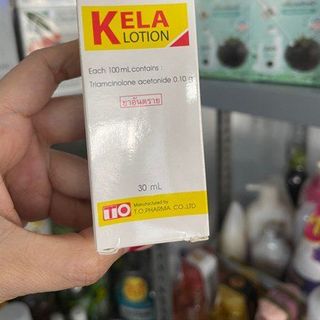 KELA
LOTION
Each 100 mL contains :
Triamcinolone acetonide 0.10 g
ยาอันตราย
30 mL
TO
Manufactured by
T.O.PHARMA CO.,LTD